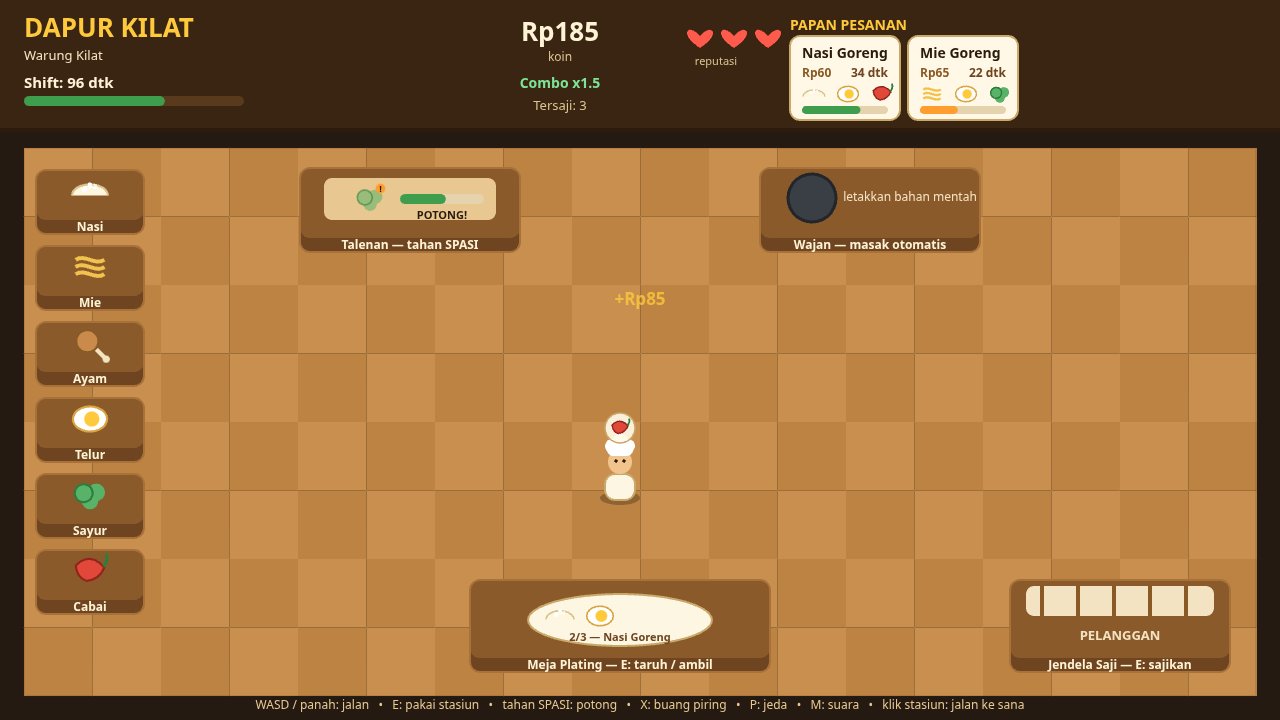 DAPUR KILAT
Warung Kilat
Shift: 96 dtk
Rp185
koin
Combo x1.5
Tersaji: 3
reputasi
PAPAN PESANAN
Nasi Goreng
Rp60 34 dtk
Mie Goreng
Rp65 22 dtk
Nasi
Mie
Ayam
Telur
Sayur
Cabai
!
POTONG!
Talenan — tahan SPASI
letakkan bahan mentah
Wajan — masak otomatis
+Rp85
2/3 — Nasi Goreng
Meja Plating — E: taruh / ambil
PELANGGAN
Jendela Saji — E: sajikan
WASD / panah: jalan • E: pakai stasiun • tahan SPASI: potong • X: buang piring • P: jeda • M: suara • klik stasiun: jalan ke sana